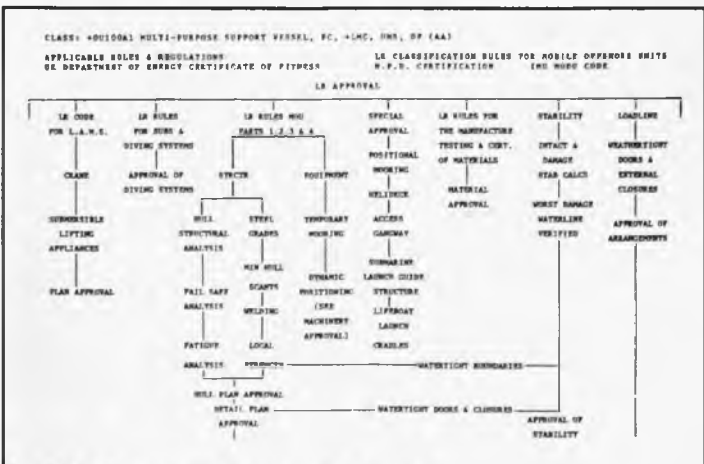 CLASS: +OU100A1 MULTI-PURPOSE SUPPORT VESSEL, PC, +LMC, UMS, DP (AA)
APPLICABLE RULES & REGULATIONS
UK DEPARTMENT OF ENERGY CERTIFICATE OF FITNESS
LR CLASSIFICATION RULES FOR MOBILE OFFSHORE UNITS
N.P.D. CERTIFICATION IMO MODU CODE
LR APPROVAL
LR CODE
FOR L.A.M.E.
CRANE
SUBMERSIBLE
LIFTING
APPLIANCES
PLAN APPROVAL
LR RULES
FOR SUBS &
DIVING SYSTEMS
APPROVAL OF
DIVING SYSTEMS
LR RULES MOU
PARTS 1,2,3 & 4
STRCTR
HULL
STRUCTURAL
ANALYSIS
FAIL SAFE
ANALYSIS
FATIGUE
ANALYSIS
STEEL
GRADES
MIN HULL
SCANTS
WELDING
LOCAL
HULL PLAN APPROVAL
DETAIL PLAN
APPROVAL
EQUIPMENT
TEMPORARY
MOORING
DYNAMIC
POSITIONING
(SEE
MACHINERY
APPROVAL)
SPECIAL
APPROVAL
POSITIONAL
MOORING
HELIDECK
ACCESS
GANGWAY
SUBMARINE
LAUNCH GUIDE
STRUCTURE
LIFEBOAT
LAUNCH
CRADLES
LR RULES FOR
THE MANUFACTURE
TESTING & CERT.
OF MATERIALS
MATERIAL
APPROVAL
STABILITY
INTACT &
DAMAGE
STAB CALCS
WORST DAMAGE
WATERLINE
VERIFIED
WATERTIGHT BOUNDARIES
WATERTIGHT DOORS & CLOSURES
APPROVAL OF
STABILITY
LOADLINE
WEATHERTIGHT
DOORS &
EXTERNAL
CLOSURES
APPROVAL OF
ARRANGEMENTS